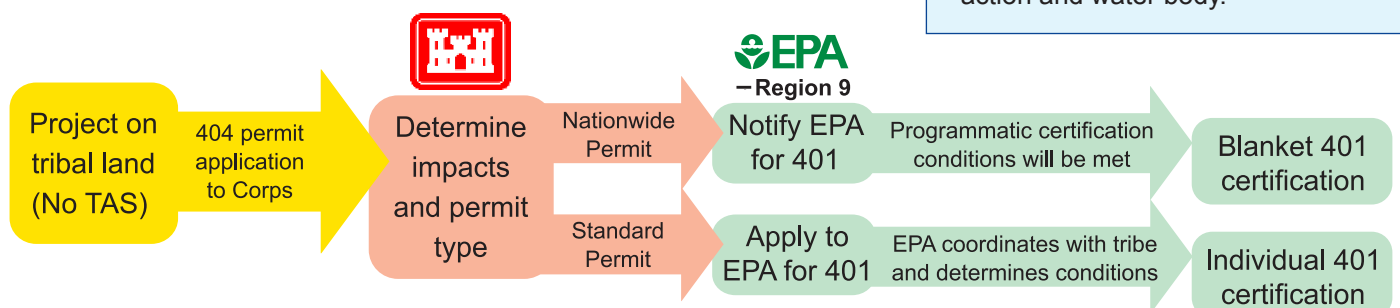 action and water body.
EPA
– Region 9
Project on
tribal land
(No TAS)
404 permit
application
to Corps
Determine
impacts
and permit
type
Nationwide
Permit
Notify EPA
for 401
Programmatic certification
conditions will be met
Blanket 401
certification
Standard
Permit
Apply to
EPA for 401
EPA coordinates with tribe
and determines conditions
Individual 401
certification